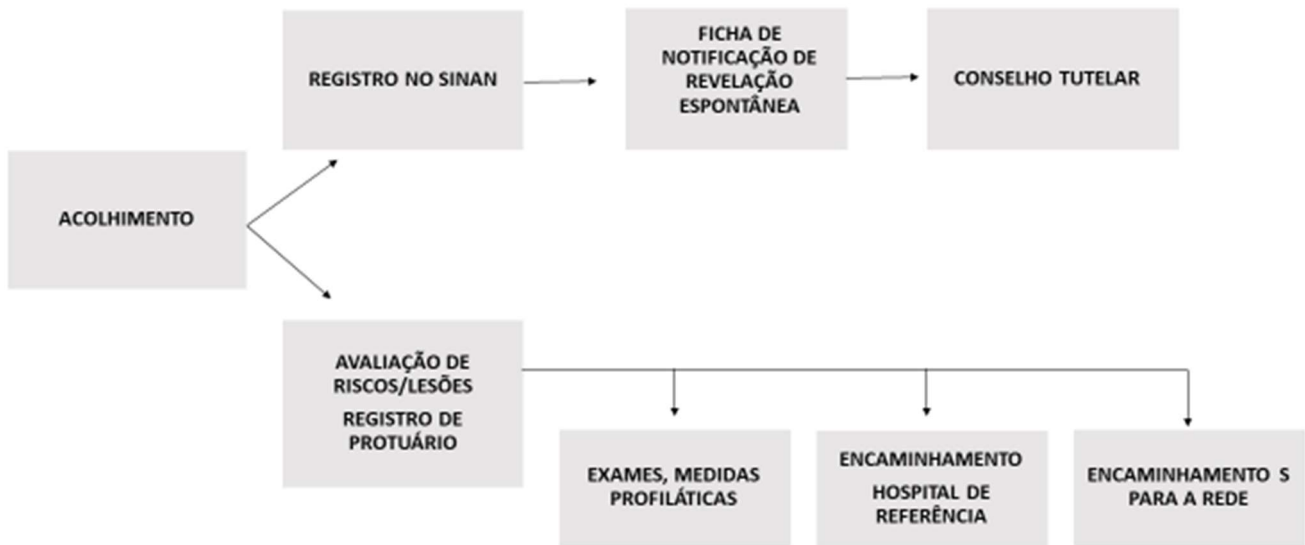 FICHA DE
NOTIFICAÇÃO DE
REVELAÇÃO
ESPONTÂNEA
REGISTRO NO SINAN
CONSELHO TUTELAR
ACOLHIMENTO
AVALIAÇÃO DE
RISCOS/LESÕES
REGISTRO DE
PROTUÁRIO
EXAMES, MEDIDAS
PROFILÁTICAS
ENCAMINHAMENTO
HOSPITAL DE
REFERÊNCIA
ENCAMINHAMENTO S
PARA A REDE